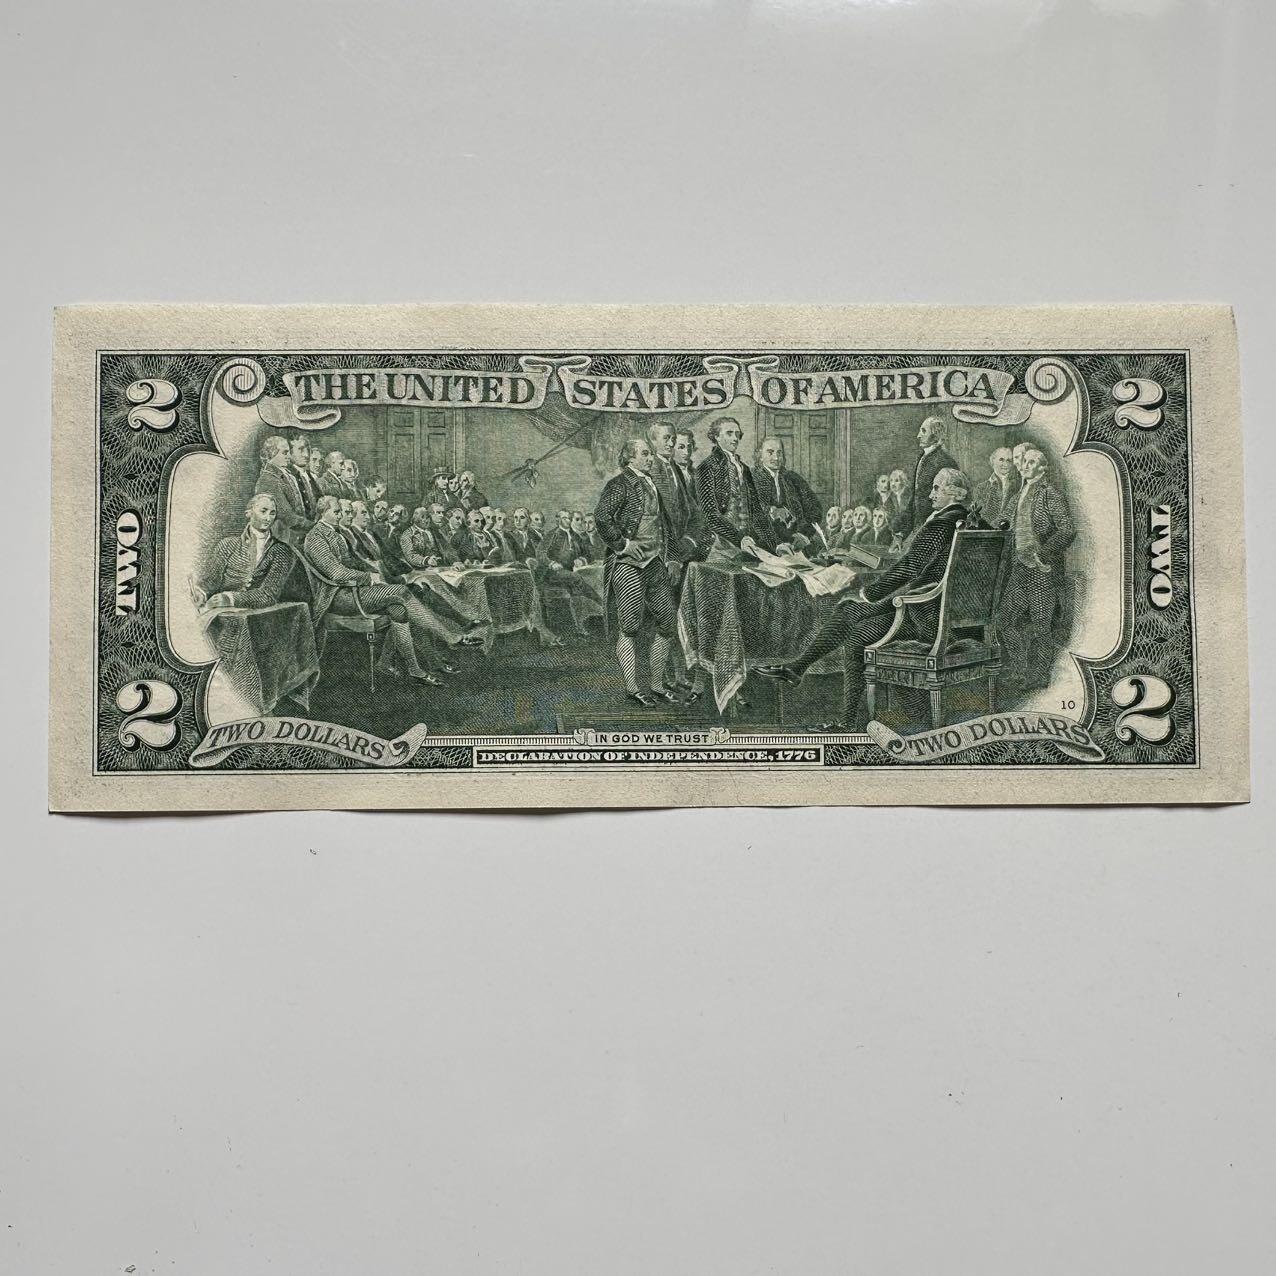 THE UNITED STATES OF AMERICA
2 2
TWO TWO
2 2
10
TWO DOLLARS TWO DOLLARS
IN GOD WE TRUST
DECLARATION OF INDEPENDENCE, 1776